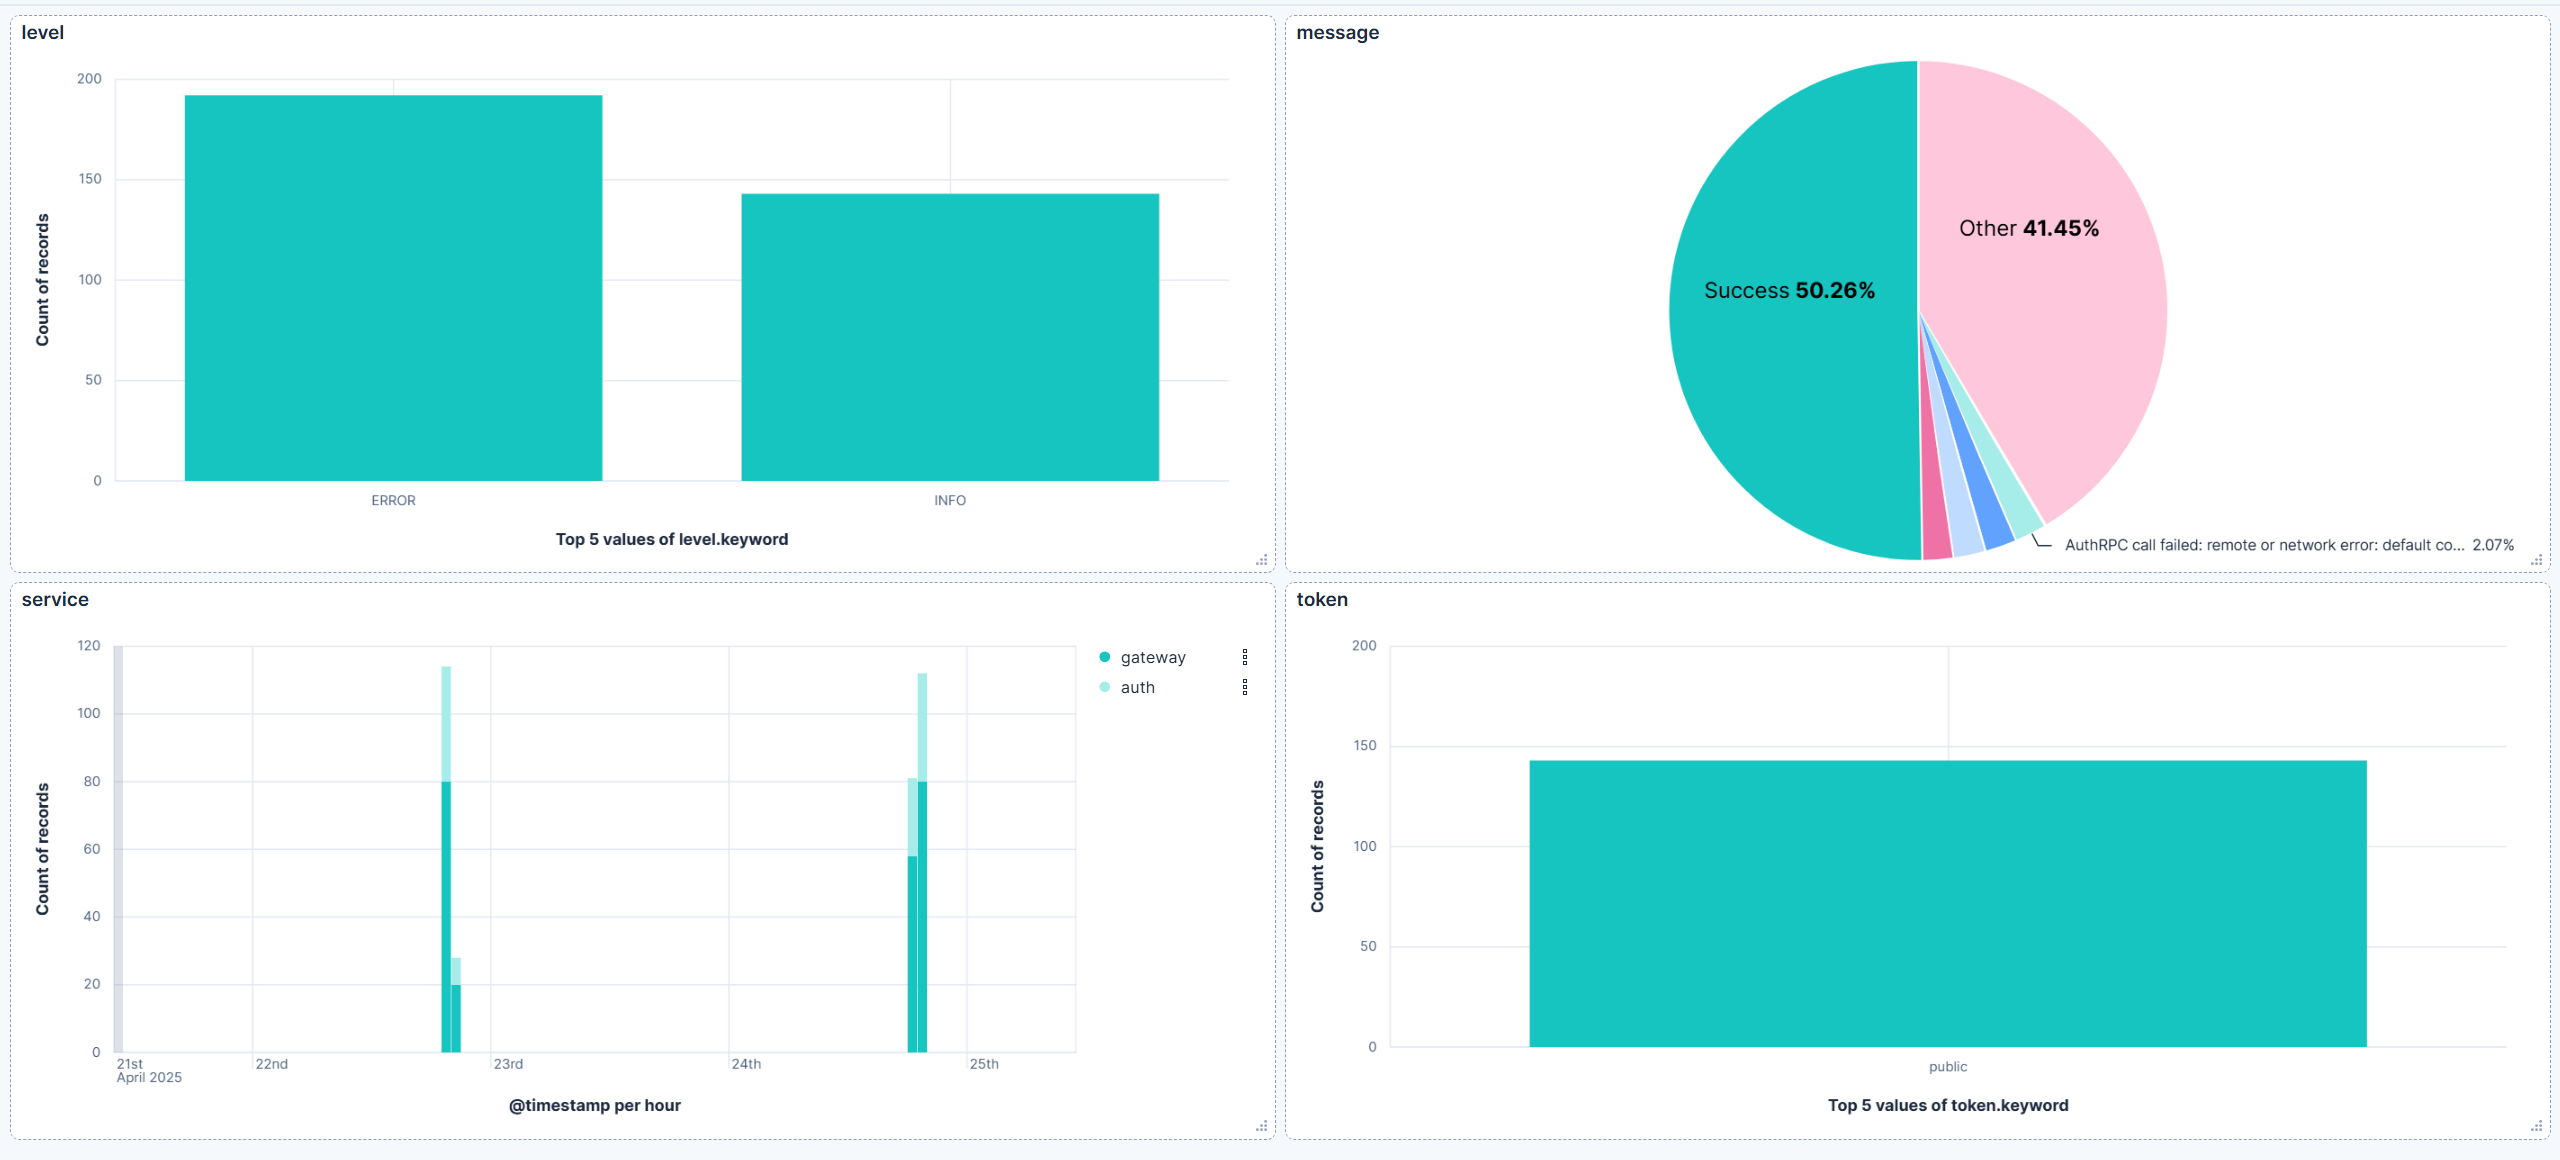 level
200
150
100
50
0
Count of records
ERROR
INFO
Top 5 values of level.keyword
message
Other 41.45%
Success 50.26%
AuthRPC call failed: remote or network error: default co... 2.07%
service
120
100
80
60
40
20
0
Count of records
21st
April 2025
22nd
23rd
24th
25th
@timestamp per hour
gateway
auth
token
200
150
100
50
0
Count of records
public
Top 5 values of token.keyword